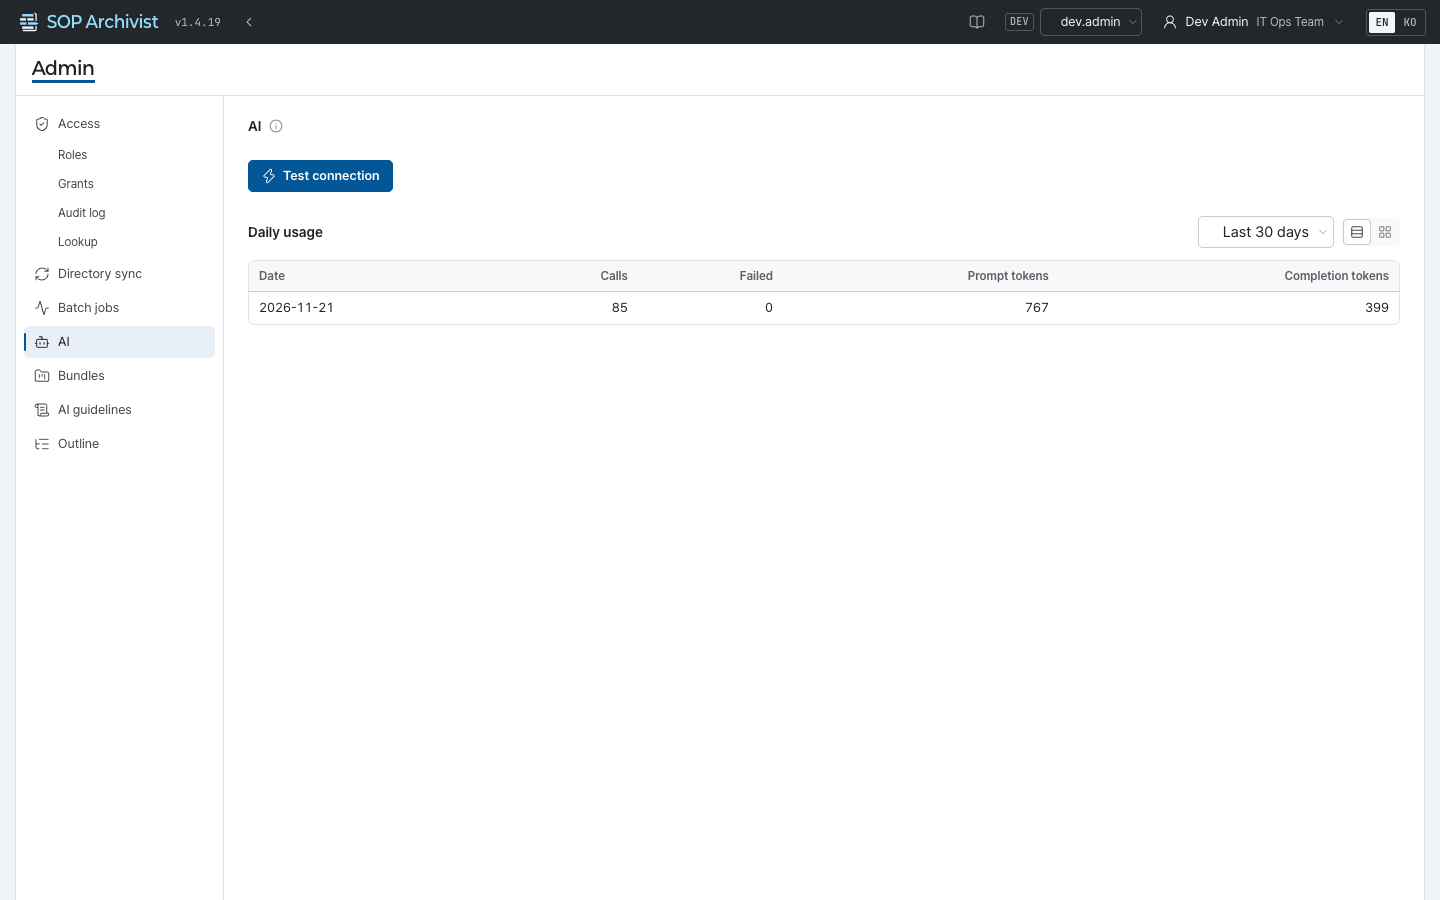 SOP Archivist v1.4.19 DEV dev.admin Dev Admin IT Ops Team EN KO
Admin
Access
Roles
Grants
Audit log
Lookup
Directory sync
Batch jobs
AI
Bundles
AI guidelines
Outline
AI
Test connection
Daily usage Last 30 days
Date Calls Failed Prompt tokens Completion tokens
2026-11-21 85 0 767 399